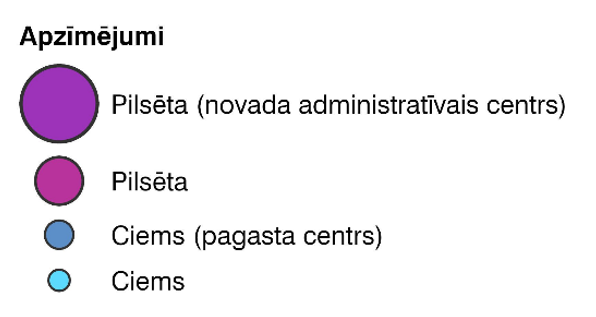 Apzīmējumi
Pilsēta (novada administratīvais centrs)
Pilsēta
Ciems (pagasta centrs)
Ciems